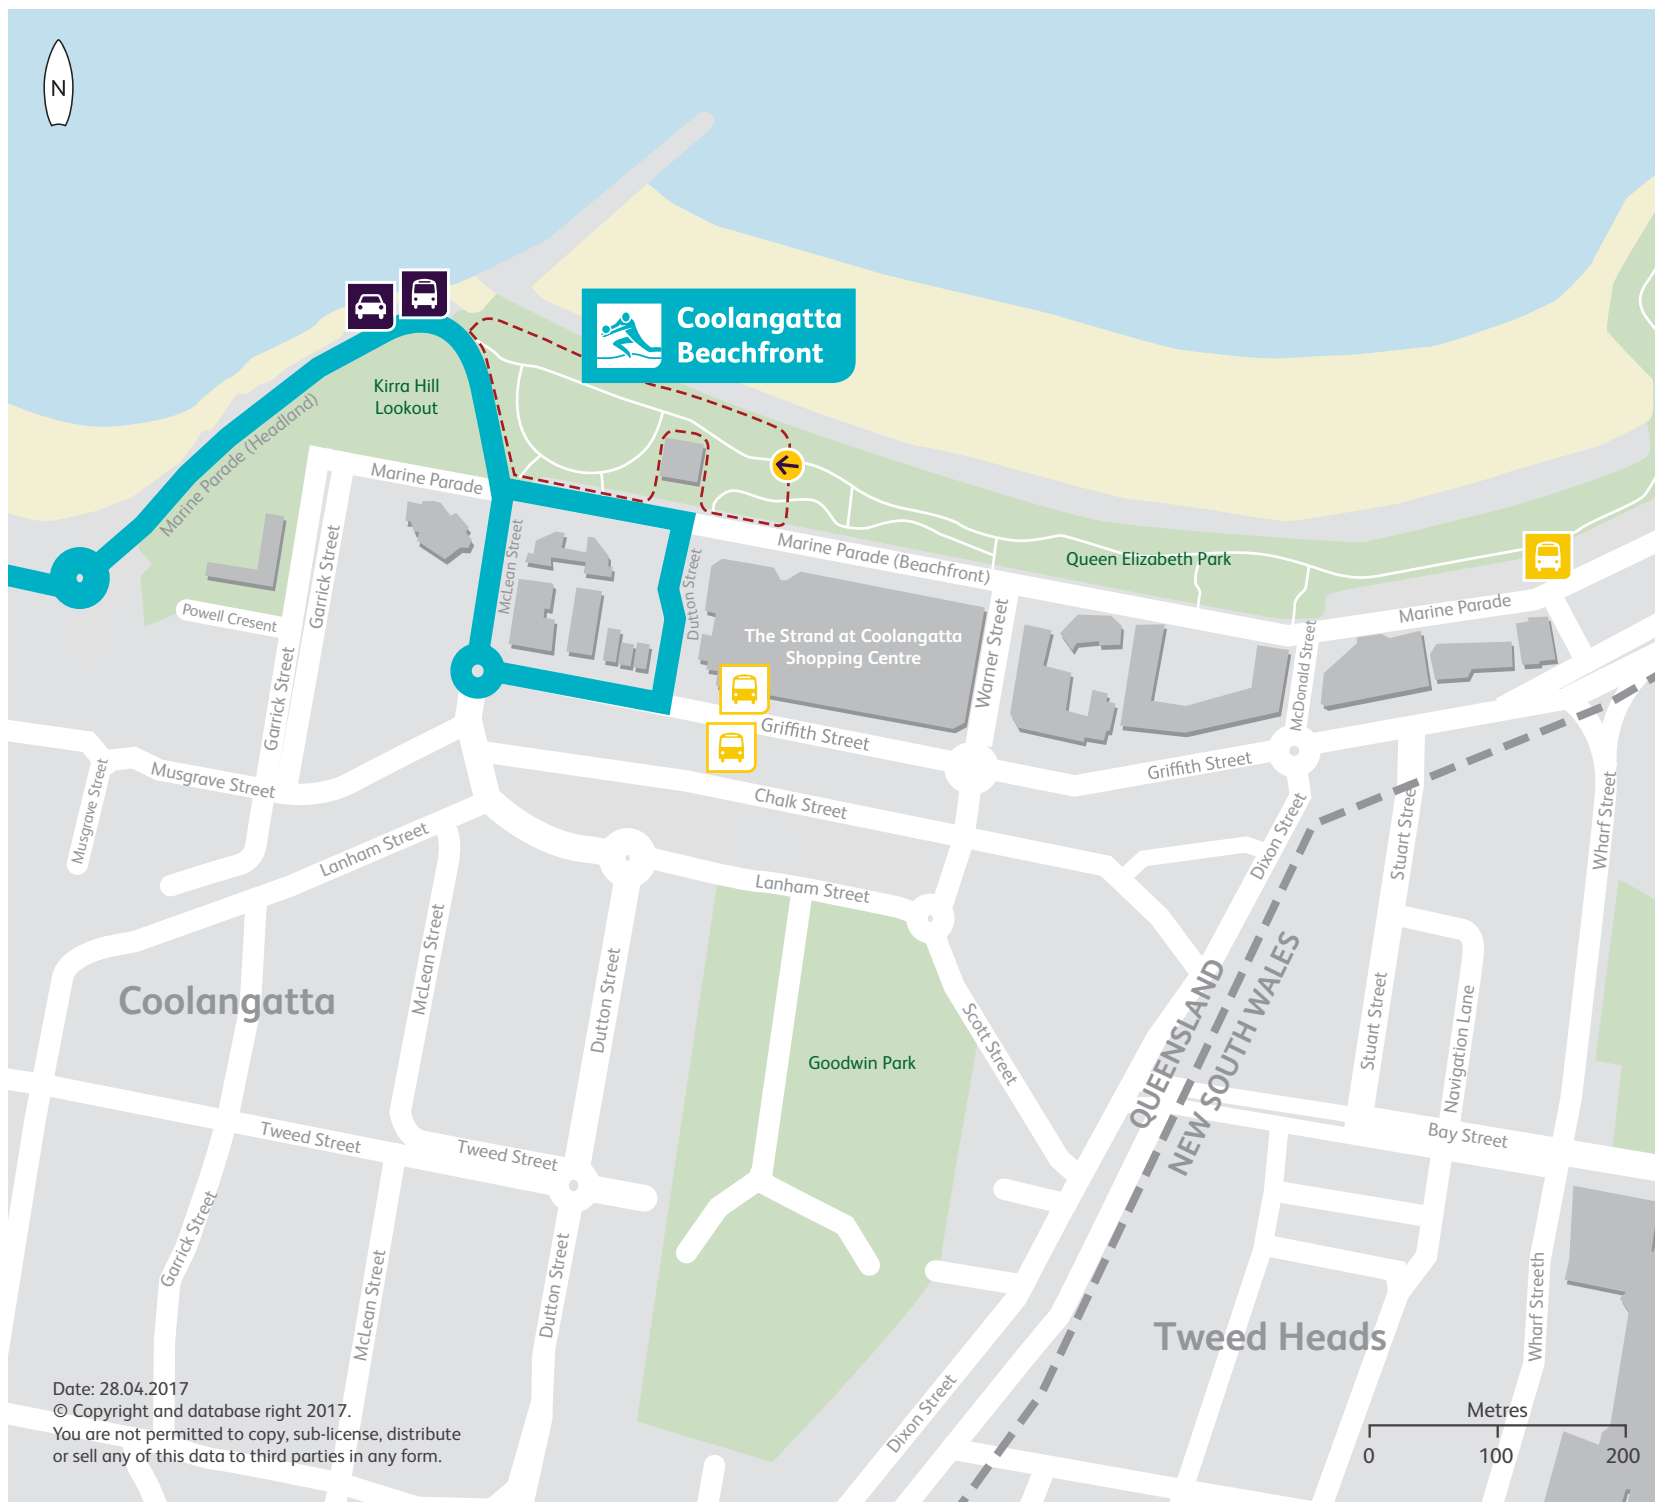 N
Coolangatta
Beachfront
Kirra Hill
Lookout
Marine Parade (Headland)
Marine Parade
Garrick Street
McLean Street
Dutton Street
Marine Parade (Beachfront)
Queen Elizabeth Park
Marine Parade
Powell Cresent
The Strand at Coolangatta
Shopping Centre
Warner Street
McDonald Street
Garrick Street
Griffith Street
Griffith Street
Musgrave Street
Musgrave Street
Chalk Street
Stuart Street
Wharf Street
Dixon Street
Lanham Street
Lanham Street
McLean Street
Dutton Street
Coolangatta
Scott Street
QUEENSLAND
NEW SOUTH WALES
Stuart Street
Navigation Lane
Goodwin Park
Tweed Street
Tweed Street
Bay Street
Garrick Street
McLean Street
Dutton Street
Wharf Streeth
Tweed Heads
Dixon Street
Date: 28.04.2017
© Copyright and database right 2017.
You are not permitted to copy, sub-license, distribute
or sell any of this data to third parties in any form.
Metres
0 100 200